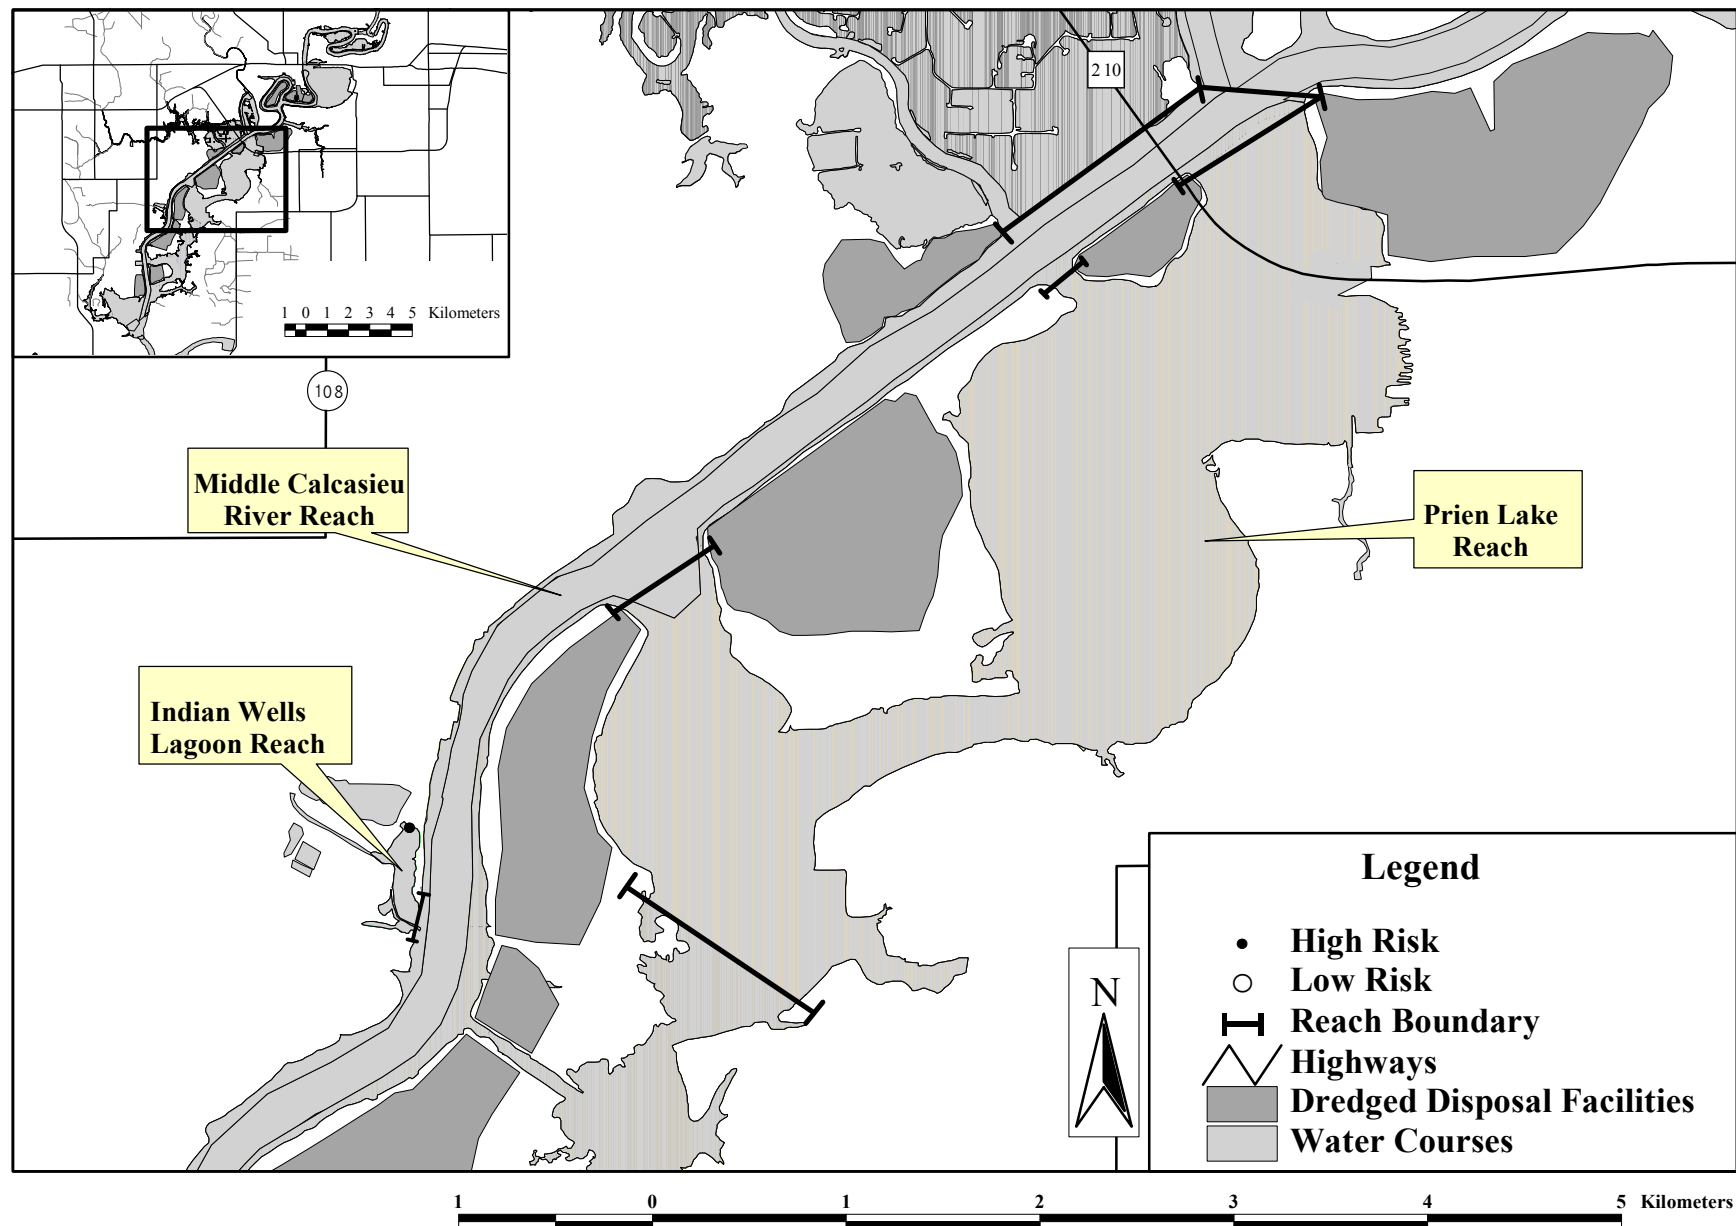 210
1 0 1 2 3 4 5 Kilometers
108
Middle Calcasieu
River Reach
Prien Lake
Reach
Indian Wells
Lagoon Reach
Legend
High Risk
Low Risk
Reach Boundary
Highways
Dredged Disposal Facilities
Water Courses
N
1 0 1 2 3 4 5 Kilometers